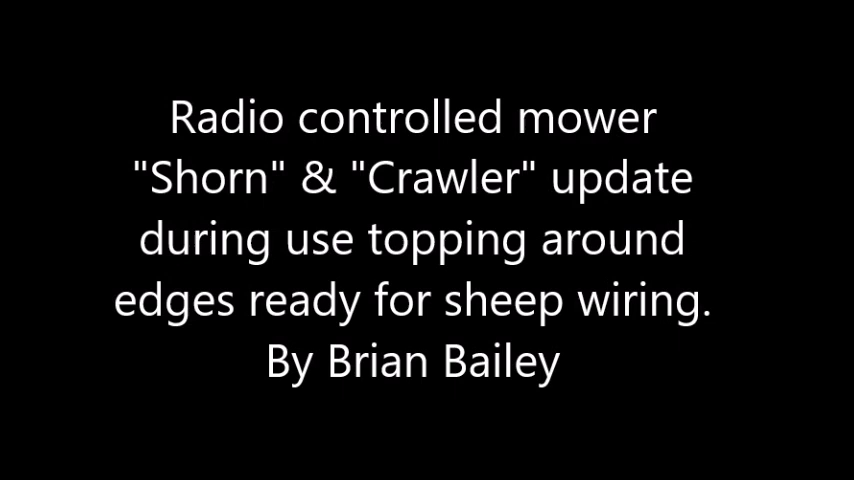 Radio controlled mower
"Shorn" & "Crawler" update
during use topping around
edges ready for sheep wiring.
By Brian Bailey